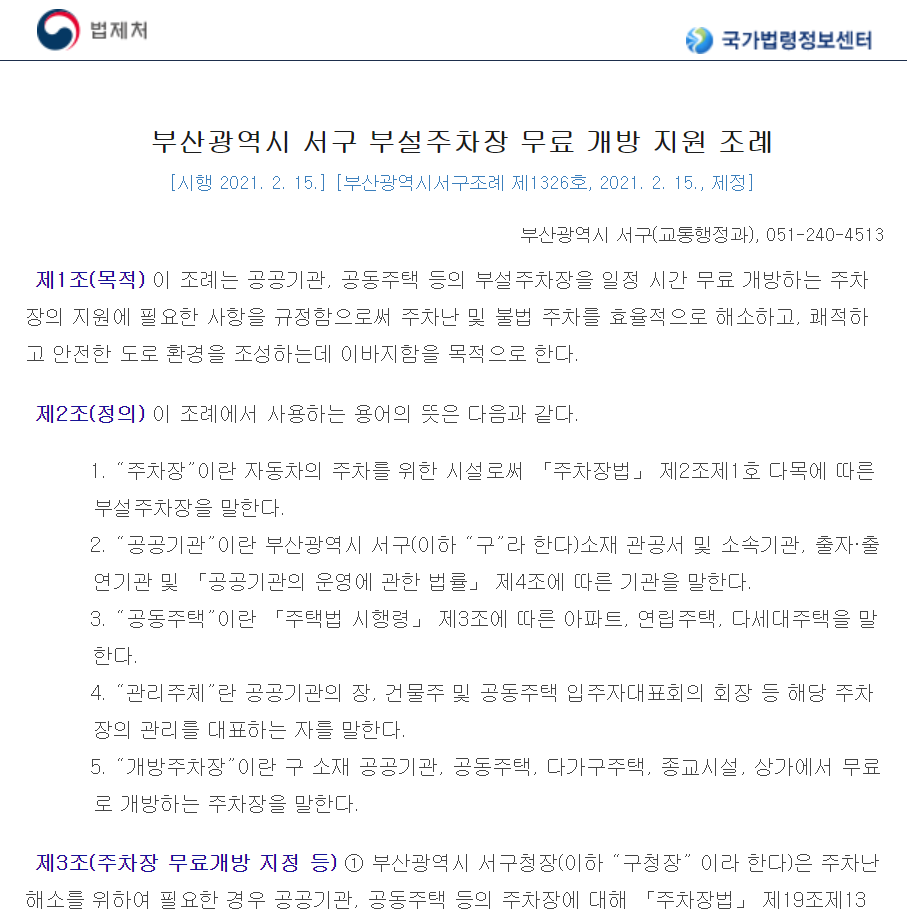 법제처
국가법령정보센터
부산광역시 서구 부설주차장 무료 개방 지원 조례
[시행 2021. 2. 15.] [부산광역시서구조례 제1326호, 2021. 2. 15., 제정]
부산광역시 서구(교통행정과), 051-240-4513
제1조(목적) 이 조례는 공공기관, 공동주택 등의 부설주차장을 일정 시간 무료 개방하는 주차
장의 지원에 필요한 사항을 규정함으로써 주차난 및 불법 주차를 효율적으로 해소하고, 쾌적하
고 안전한 도로 환경을 조성하는데 이바지함을 목적으로 한다.
제2조(정의) 이 조례에서 사용하는 용어의 뜻은 다음과 같다.
1. “주차장”이란 자동차의 주차를 위한 시설로써 「주차장법」 제2조제1호 다목에 따른
부설주차장을 말한다.
2. “공공기관”이란 부산광역시 서구(이하 “구”라 한다)소재 관공서 및 소속기관, 출자·출
연기관 및 「공공기관의 운영에 관한 법률」 제4조에 따른 기관을 말한다.
3. “공동주택”이란 「주택법 시행령」 제3조에 따른 아파트, 연립주택, 다세대주택을 말
한다.
4. “관리주체”란 공공기관의 장, 건물주 및 공동주택 입주자대표회의 회장 등 해당 주차
장의 관리를 대표하는 자를 말한다.
5. “개방주차장”이란 구 소재 공공기관, 공동주택, 다가구주택, 종교시설, 상가에서 무료
로 개방하는 주차장을 말한다.
제3조(주차장 무료개방 지정 등) ① 부산광역시 서구청장(이하 “구청장” 이라 한다)은 주차난
해소를 위하여 필요한 경우 공공기관, 공동주택 등의 주차장에 대해 「주차장법」 제19조제13